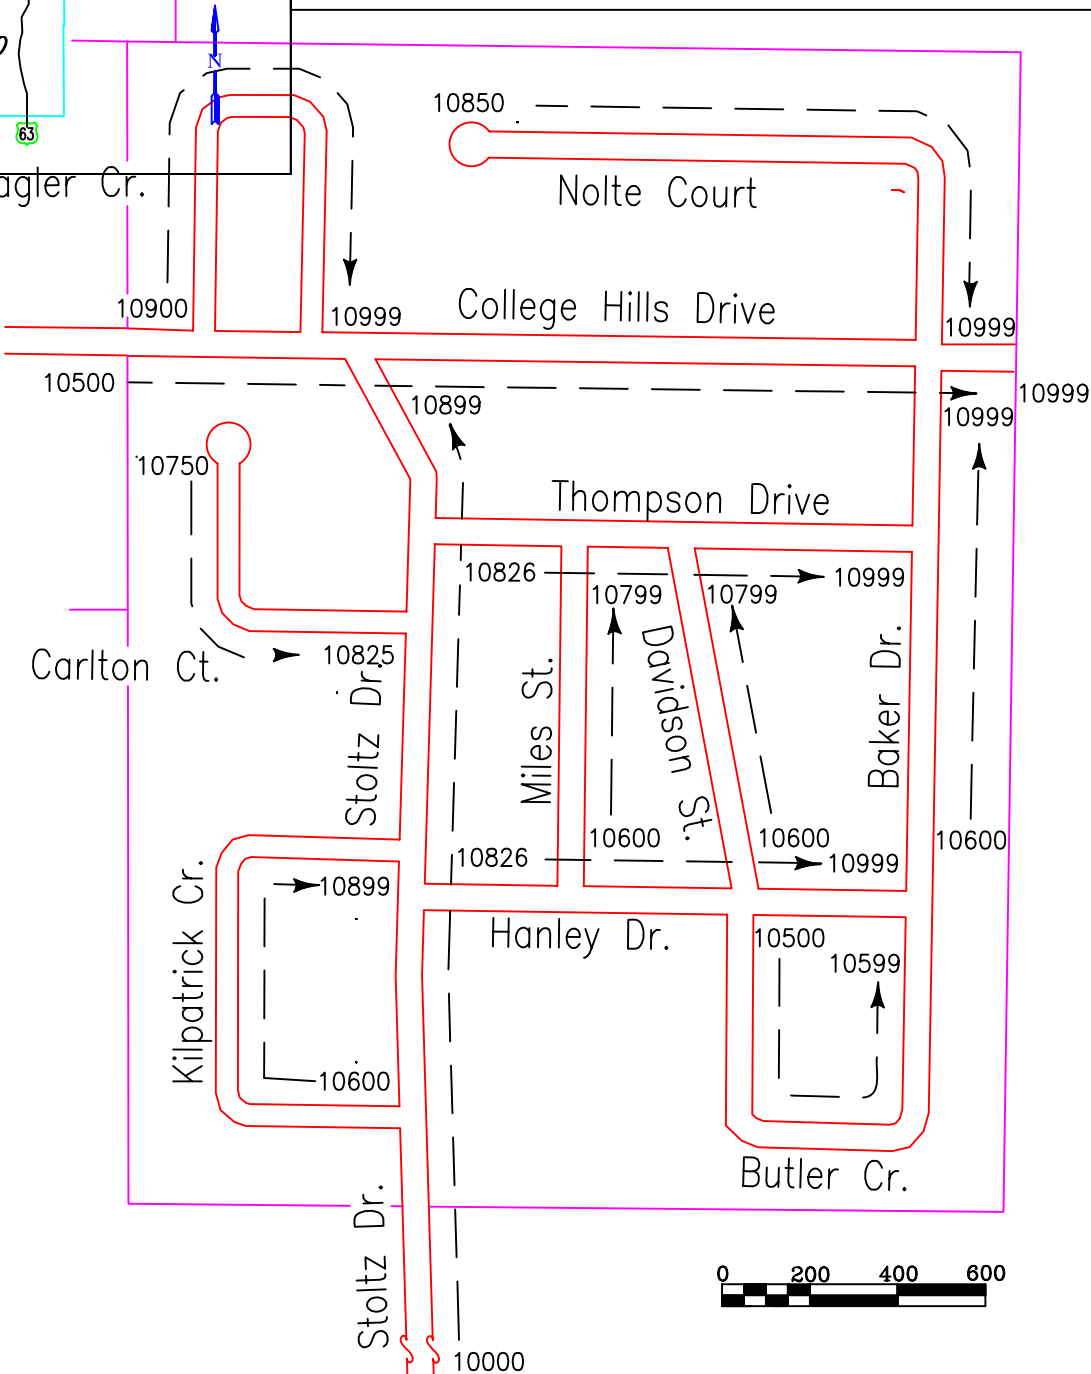 N
63
agler Cr.
10850
Nolte Court
10900
10999
College Hills Drive
10999
10500
10999
10899
10999
10750
Thompson Drive
10826
10999
10799
10799
Carlton Ct.
10825
Stoltz Dr.
Miles St.
Davidson St.
Baker Dr.
10600
10600
10600
10826
10999
Kilpatrick Cr.
10899
Hanley Dr.
10500
10599
10600
Butler Cr.
Stoltz Dr.
0 200 400 600
10000